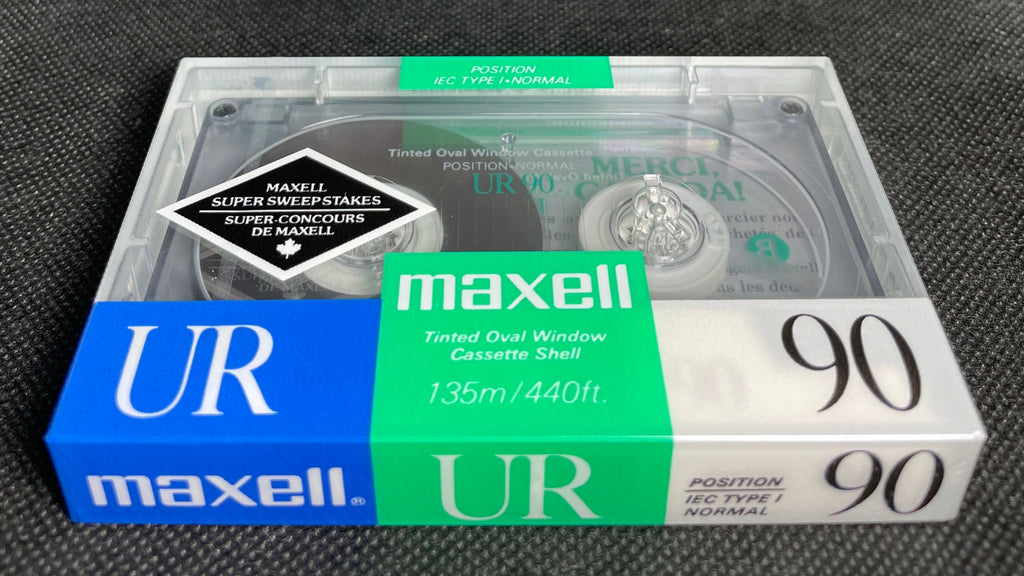 POSITION
IEC TYPE I•NORMAL
Tinted Oval Window Cassette
POSITION•NORMAL
UR 90
MERCI,
MAXELL
SUPER SWEEPSTAKES
SUPER-CONCOURS
DE MAXELL
maxell
Tinted Oval Window
Cassette Shell
135m/440ft.
UR
90
maxell®
UR
POSITION
IEC TYPE I
NORMAL
90